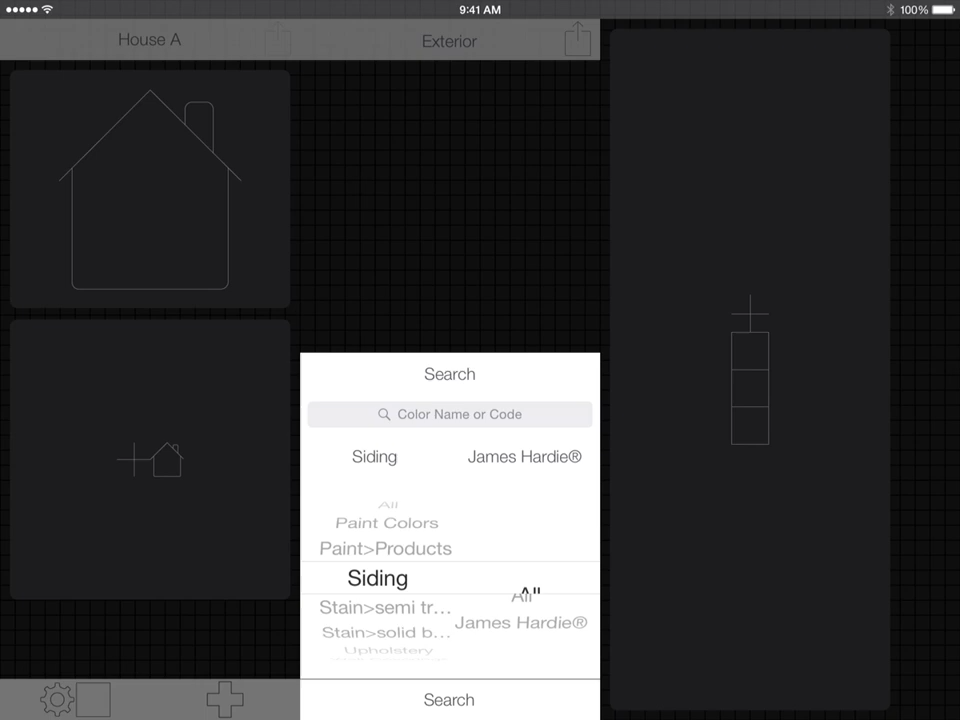 9:41 AM
100%
House A
Exterior
Search
Color Name or Code
Siding
James Hardie®
All
Paint Colors
Paint>Products
Siding
All
Stain>semi tr...
James Hardie®
Stain>solid b...
Upholstery
Search